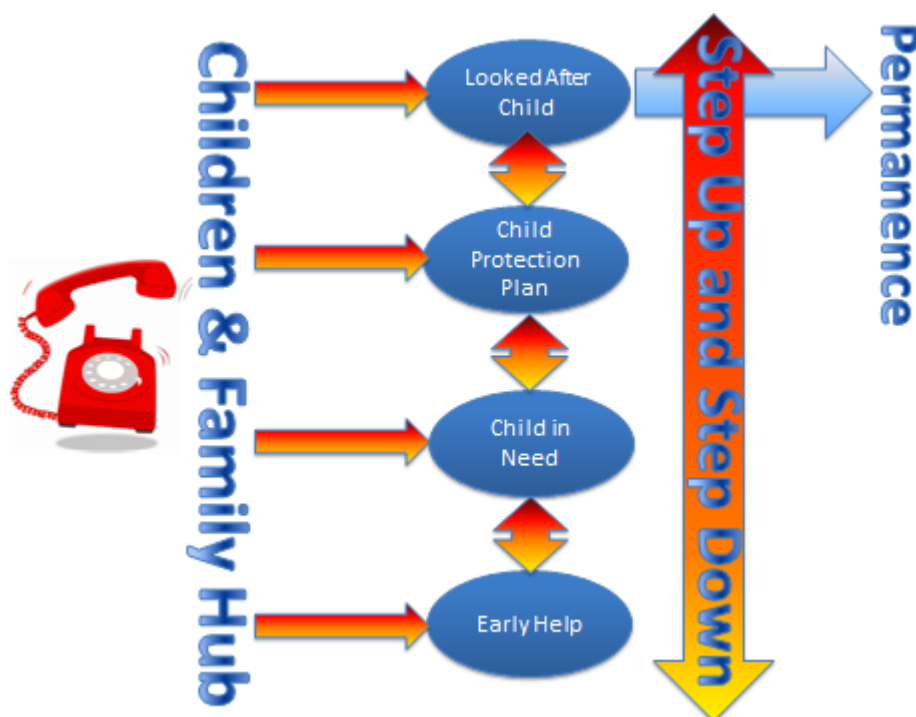 Children & Family Hub
Looked After
Child
Child
Protection
Plan
Child in
Need
Early Help
Step Up and Step Down
Permanence